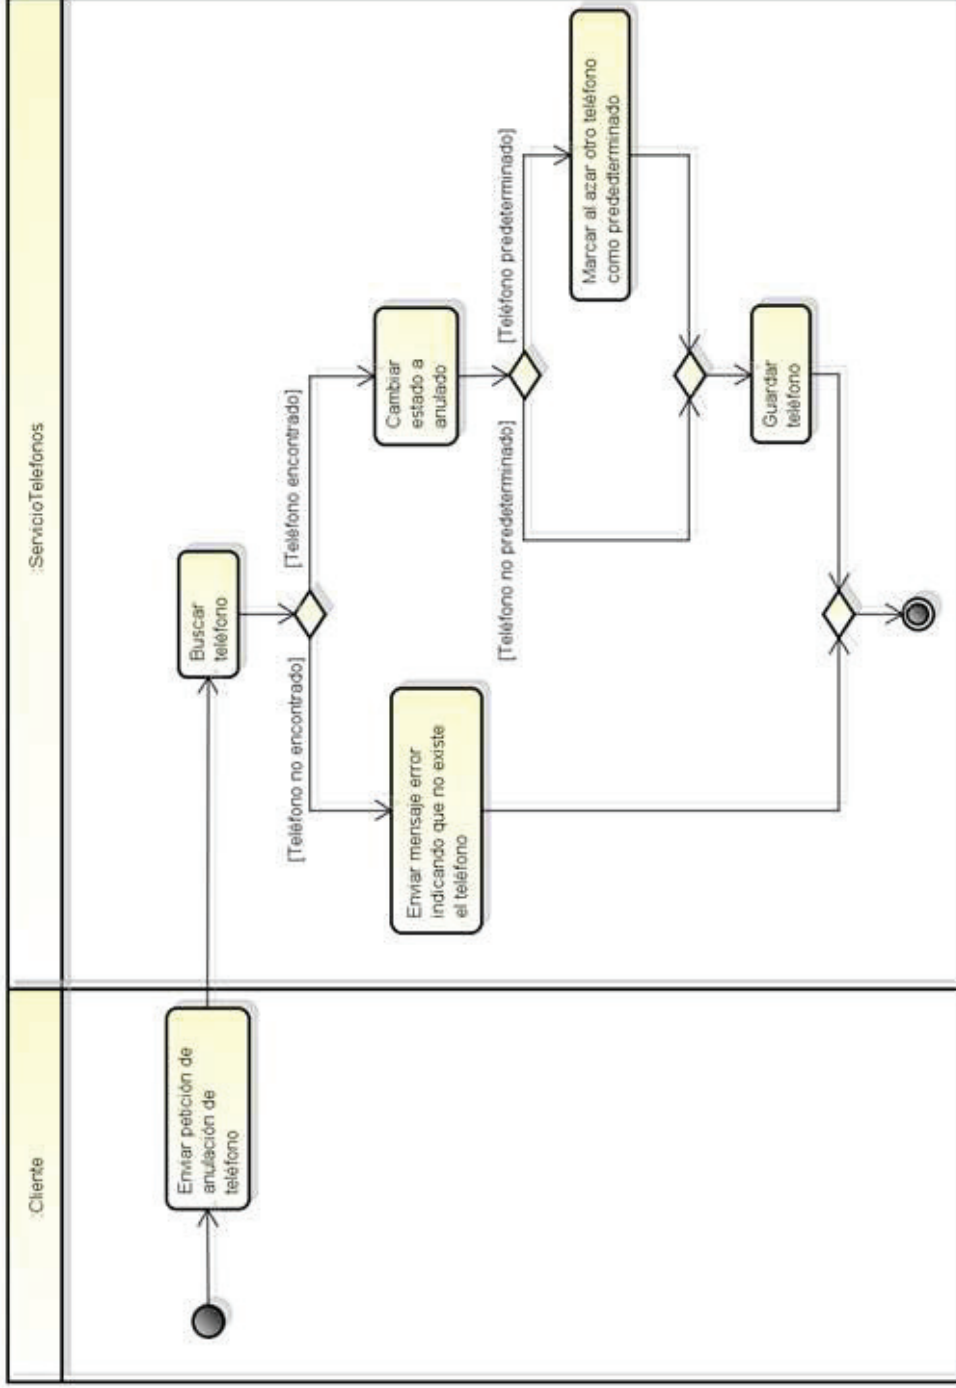 :Cliente
:ServicioTelefonos
Enviar petición de
anulación de
teléfono
Buscar
teléfono
[Teléfono no encontrado]
[Teléfono encontrado]
Enviar mensaje error
indicando que no existe
el teléfono
Cambiar
estado a
anulado
[Teléfono no predeterminado]
[Teléfono predeterminado]
Marcar al azar otro teléfono
como prededterminado
Guardar
teléfono